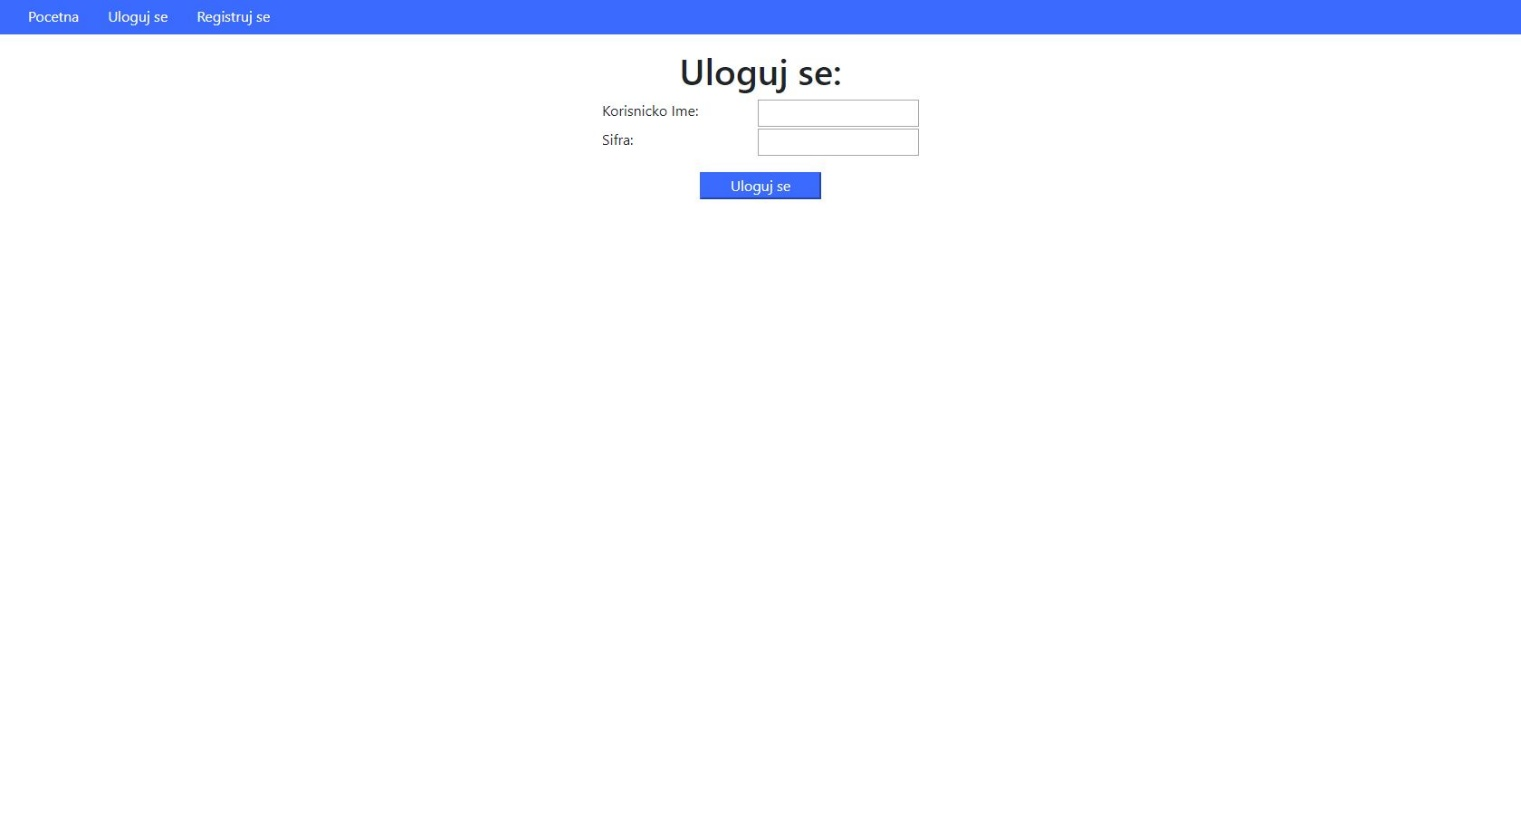 Pocetna Uloguj se Registruj se
Uloguj se:
Korisnicko Ime:
Sifra:
Uloguj se